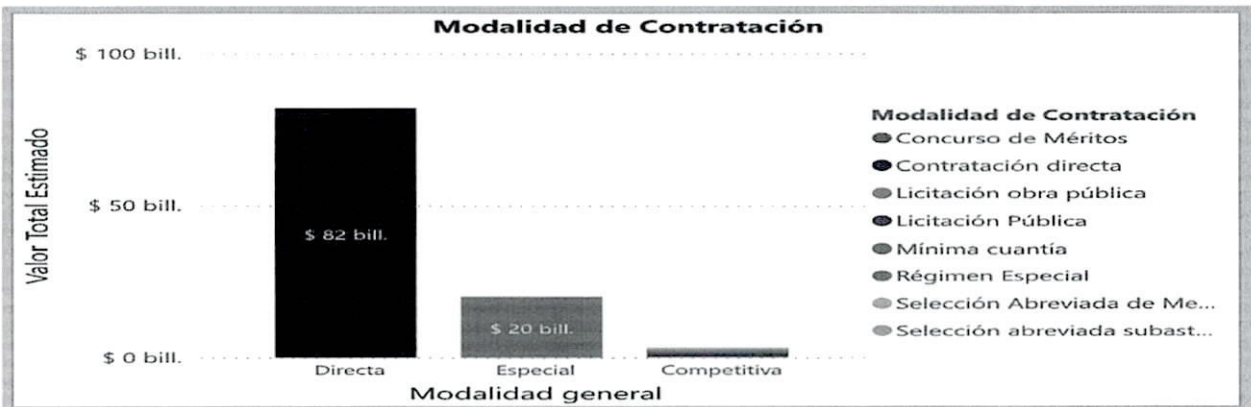 Modalidad de Contratación
$ 100 bill.
$ 50 bill.
$ 0 bill.
Valor Total Estimado
$ 82 bill.
$ 20 bill.
Directa
Especial
Competitiva
Modalidad general
Modalidad de Contratación
Concurso de Méritos
Contratación directa
Licitación obra pública
Licitación Pública
Mínima cuantía
Régimen Especial
Selección Abreviada de Me...
Selección abreviada subast...